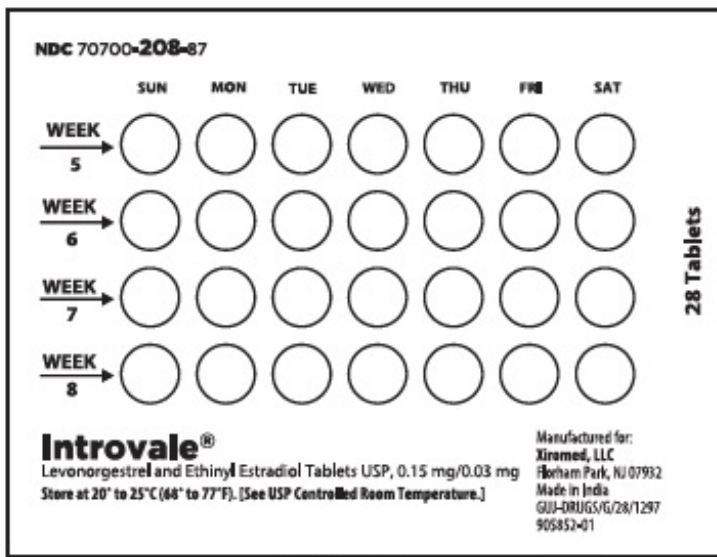 NDC 70700-208-87
SUN MON TUE WED THU FRI SAT
WEEK
5
WEEK
6
WEEK
7
WEEK
8
28 Tablets
Introvale®
Levonorgestrel and Ethinyl Estradiol Tablets USP, 0.15 mg/0.03 mg
Store at 20° to 25°C (68° to 77°F). [See USP Controlled Room Temperature.]
Manufactured for:
Xiromed, LLC
Florham Park, NJ 07932
Made in India
GUJ-DRUGS/G/28/1297
905852-01